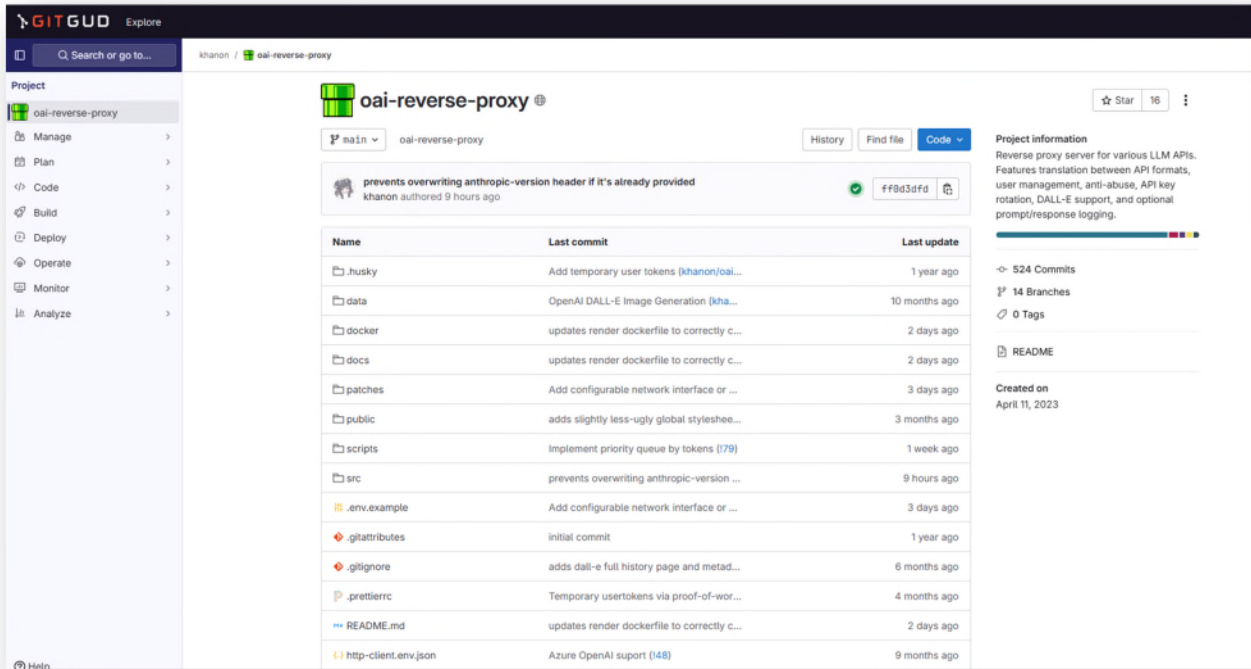 GITGUD Explore
Search or go to...
khanon / oai-reverse-proxy
Project
oai-reverse-proxy
Manage
Plan
Code
Build
Deploy
Operate
Monitor
Analyze
Help
oai-reverse-proxy
Star 16
main oai-reverse-proxy
History Find file Code
prevents overwriting anthropic-version header if it's already provided
khanon authored 9 hours ago
ff0d3dfd
Name Last commit Last update
.husky Add temporary user tokens (khanon/oai... 1 year ago
data OpenAI DALL-E Image Generation (kha... 10 months ago
docker updates render dockerfile to correctly c... 2 days ago
docs updates render dockerfile to correctly c... 2 days ago
patches Add configurable network interface or ... 3 days ago
public adds slightly less-ugly global styleshee... 3 months ago
scripts Implement priority queue by tokens (!79) 1 week ago
src prevents overwriting anthropic-version ... 9 hours ago
.env.example Add configurable network interface or ... 3 days ago
.gitattributes initial commit 1 year ago
.gitignore adds dall-e full history page and metad... 6 months ago
.prettierrc Temporary usertokens via proof-of-wor... 4 months ago
README.md updates render dockerfile to correctly c... 2 days ago
http-client.env.json Azure OpenAI suport (!48) 9 months ago
Project information
Reverse proxy server for various LLM APIs.
Features translation between API formats,
user management, anti-abuse, API key
rotation, DALL-E support, and optional
prompt/response logging.
524 Commits
14 Branches
0 Tags
README
Created on
April 11, 2023